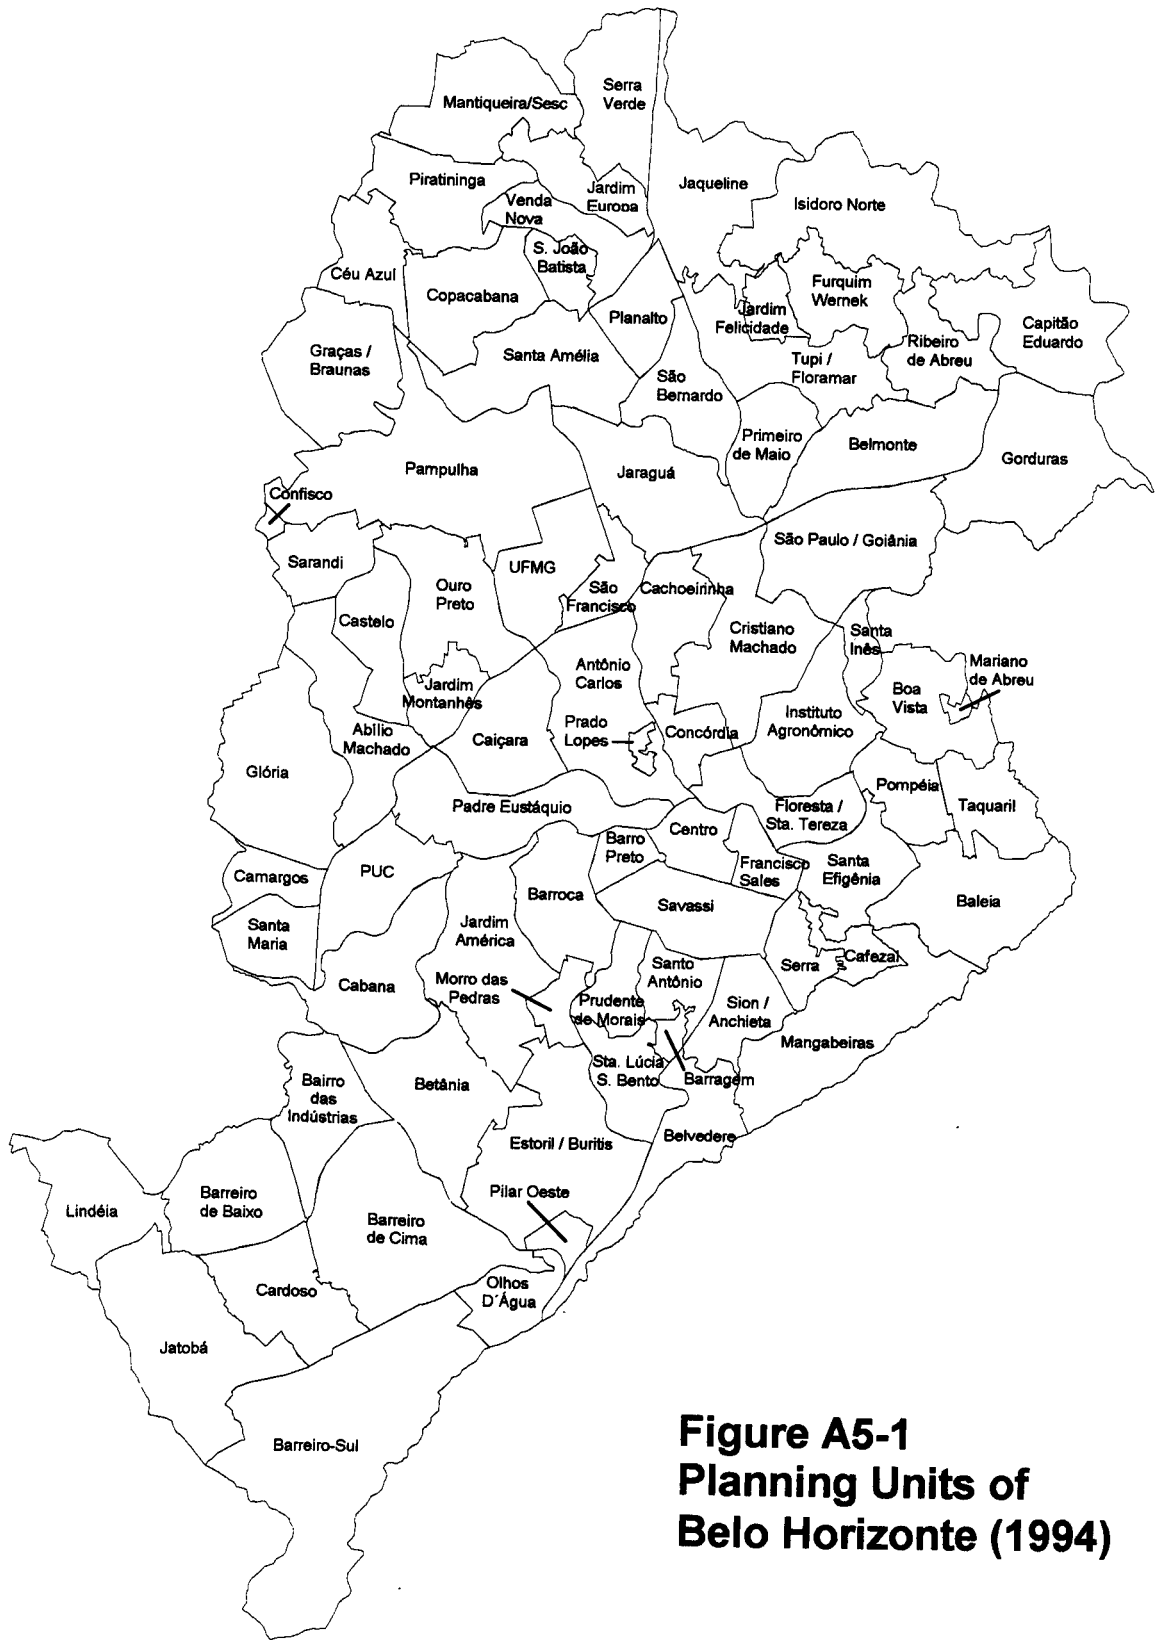 Serra
Verde
Mantiqueira/Sesc
Piratininga
Jardim
Europa
Jaqueline
Isidoro Norte
Venda
Nova
S. João
Batista
Céu Azul
Copacabana
Furquim
Wernek
Planalto
Jardim
Felicidade
Capitão
Eduardo
Graças /
Braunas
Santa Amélia
Ribeiro
de Abreu
Tupi /
Floramar
São
Bernardo
Primeiro
de Maio
Belmonte
Gorduras
Pampulha
Jaraguá
Confisco
São Paulo / Goiânia
Sarandi
UFMG
Ouro
Preto
São
Francisco
Cachoeirinha
Castelo
Cristiano
Machado
Santa
Inês
Mariano
de Abreu
Antônio
Carlos
Jardim
Montanhês
Boa
Vista
Instituto
Agronômico
Prado
Lopes
Concórdia
Abílio
Machado
Caiçara
Glória
Pompéia
Taquaril
Padre Eustáquio
Floresta /
Sta. Tereza
Centro
Barro
Preto
Francisco
Sales
Santa
Efigênia
PUC
Camargos
Barroca
Savassi
Baleia
Santa
Maria
Jardim
América
Serra
Cafezal
Santo
Antônio
Morro das
Pedras
Cabana
Prudente
de Morais
Sion /
Anchieta
Mangabeiras
Sta. Lúcia
S. Bento
Barragem
Bairro
das
Indústrias
Betânia
Belvedere
Estoril / Buritis
Pilar Oeste
Lindéia
Barreiro
de Baixo
Barreiro
de Cima
Cardoso
Olhos
D´Água
Jatobá
Barreiro-Sul
Figure A5-1
Planning Units of
Belo Horizonte (1994)